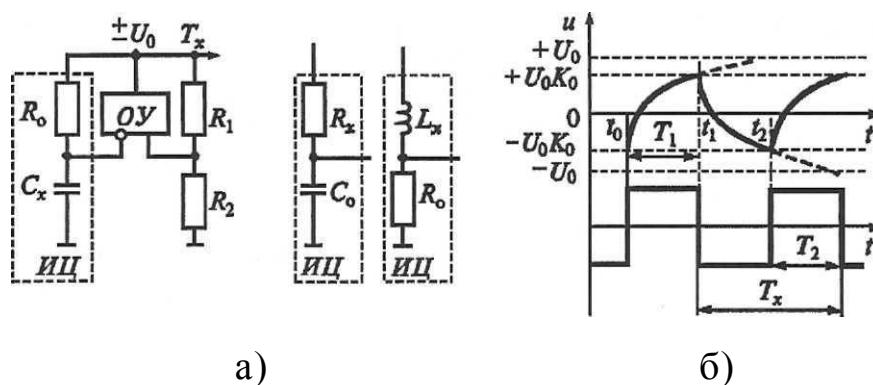 ±U₀ Tₓ
R₀ ОУ R₁
Cₓ R₂
ИЦ
Rₓ
C₀
ИЦ
Lₓ
R₀
ИЦ
u
+U₀
+U₀K₀
0
t₀ T₁ t₁ t₂ t
−U₀K₀
−U₀
t
T₂
Tₓ
а) б)